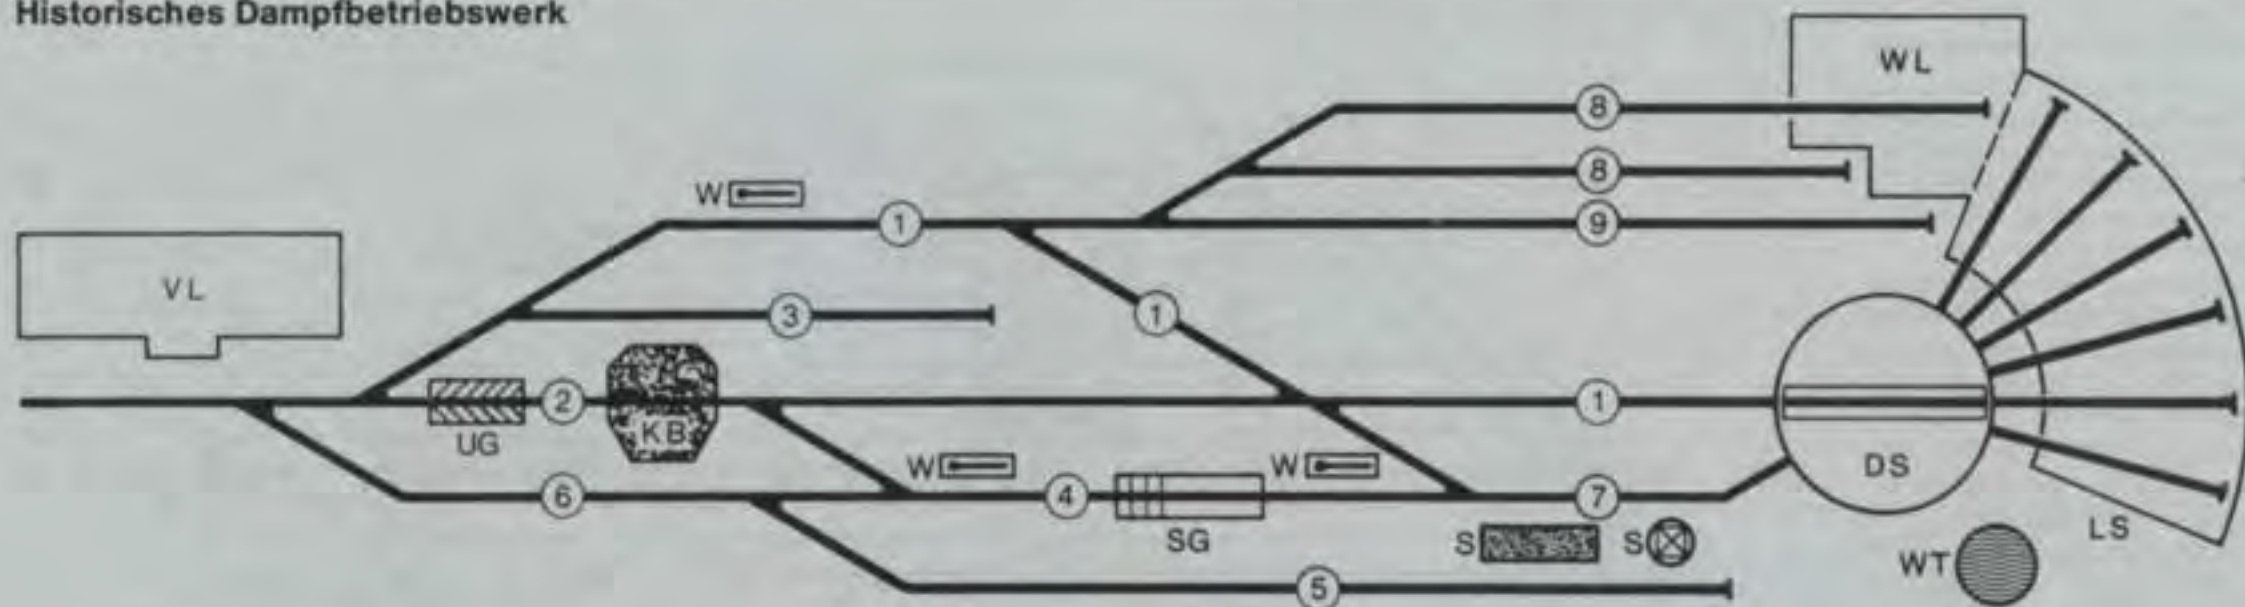 Historisches Dampfbetriebswerk
WL
8
8
W
1
9
VL
3
1
2
KB
UG
1
DS
W
W
6
4
7
SG
S
S
LS
WT
5